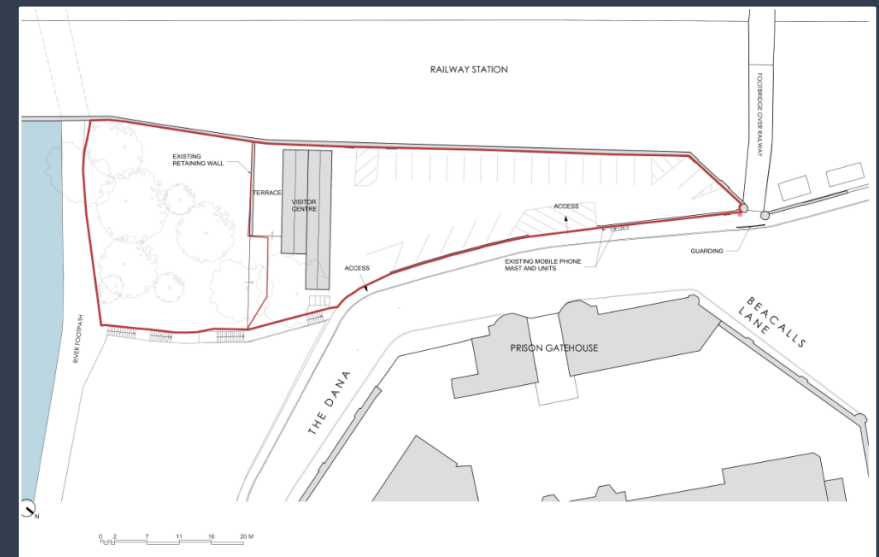 RAILWAY STATION
FOOTBRIDGE OVER RAILWAY
EXISTING
RETAINING WALL
TERRACE
VISITOR
CENTRE
ACCESS
GUARDING
EXISTING MOBILE PHONE
MAST AND UNITS
ACCESS
RIVER FOOTPATH
BEACALLS
LANE
PRISON GATEHOUSE
THE DANA
N
0 2 7 11 16 20 M